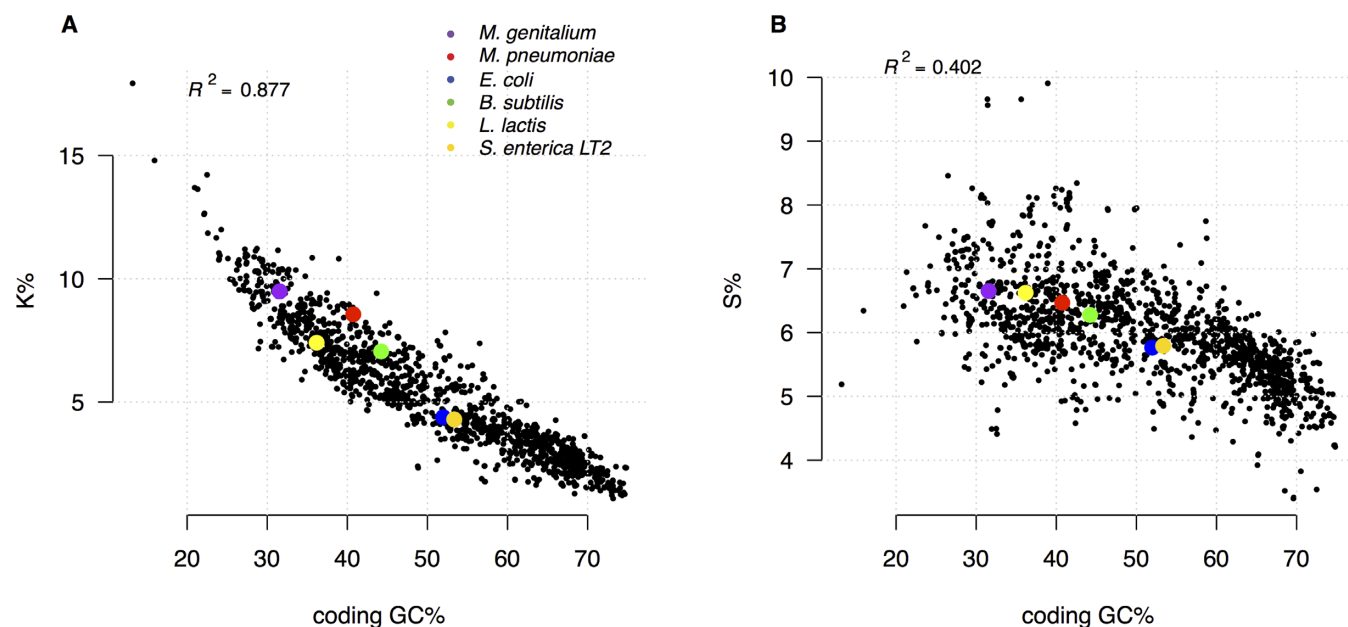 A
M. genitalium
M. pneumoniae
E. coli
B. subtilis
L. lactis
S. enterica LT2
R² = 0.877
15
10
5
K%
20 30 40 50 60 70
coding GC%
B
R² = 0.402
10
9
8
7
6
5
4
S%
20 30 40 50 60 70
coding GC%